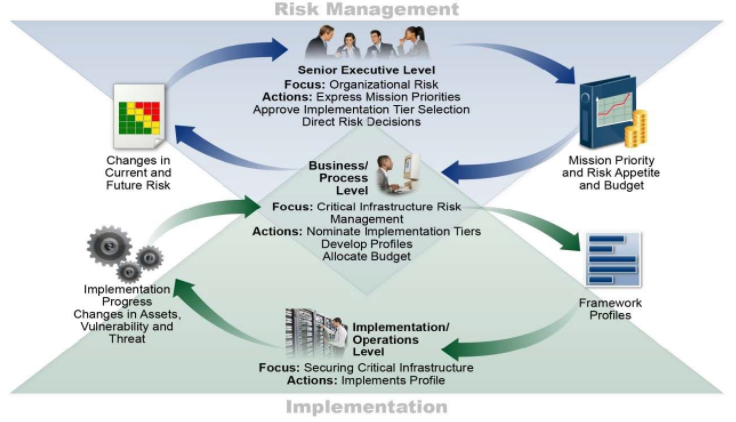 Risk Management
Senior Executive Level
Focus: Organizational Risk
Actions: Express Mission Priorities
Approve Implementation Tier Selection
Direct Risk Decisions
Changes in
Current and
Future Risk
Mission Priority
and Risk Appetite
and Budget
Business/
Process
Level
Focus: Critical Infrastructure Risk
Management
Actions: Nominate Implementation Tiers
Develop Profiles
Allocate Budget
Implementation
Progress
Changes in Assets,
Vulnerability and
Threat
Framework
Profiles
Implementation/
Operations
Level
Focus: Securing Critical Infrastructure
Actions: Implements Profile
Implementation